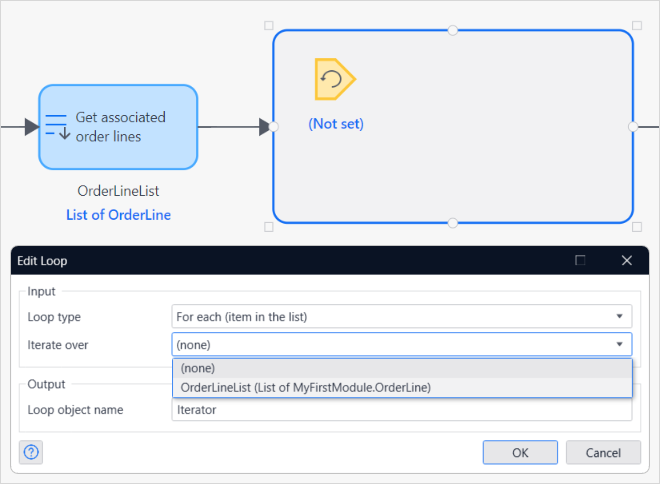 Get associated
order lines
(Not set)
OrderLineList
List of OrderLine
Edit Loop
Input
Loop type
For each (item in the list)
Iterate over
(none)
(none)
OrderLineList (List of MyFirstModule.OrderLine)
Output
Loop object name
Iterator
?
OK
Cancel